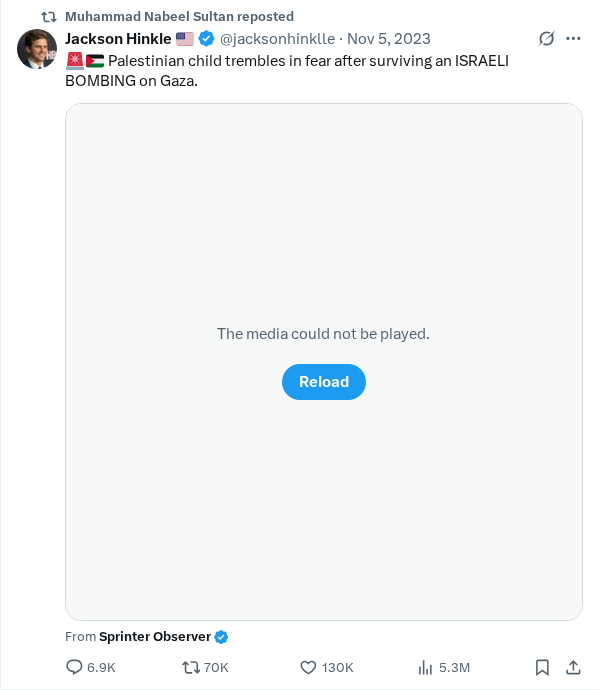 Muhammad Nabeel Sultan reposted
Jackson Hinkle 🇺🇸 @jacksonhinklle · Nov 5, 2023
🚨🇵🇸 Palestinian child trembles in fear after surviving an ISRAELI
BOMBING on Gaza.
The media could not be played.
Reload
From Sprinter Observer
6.9K 70K 130K 5.3M